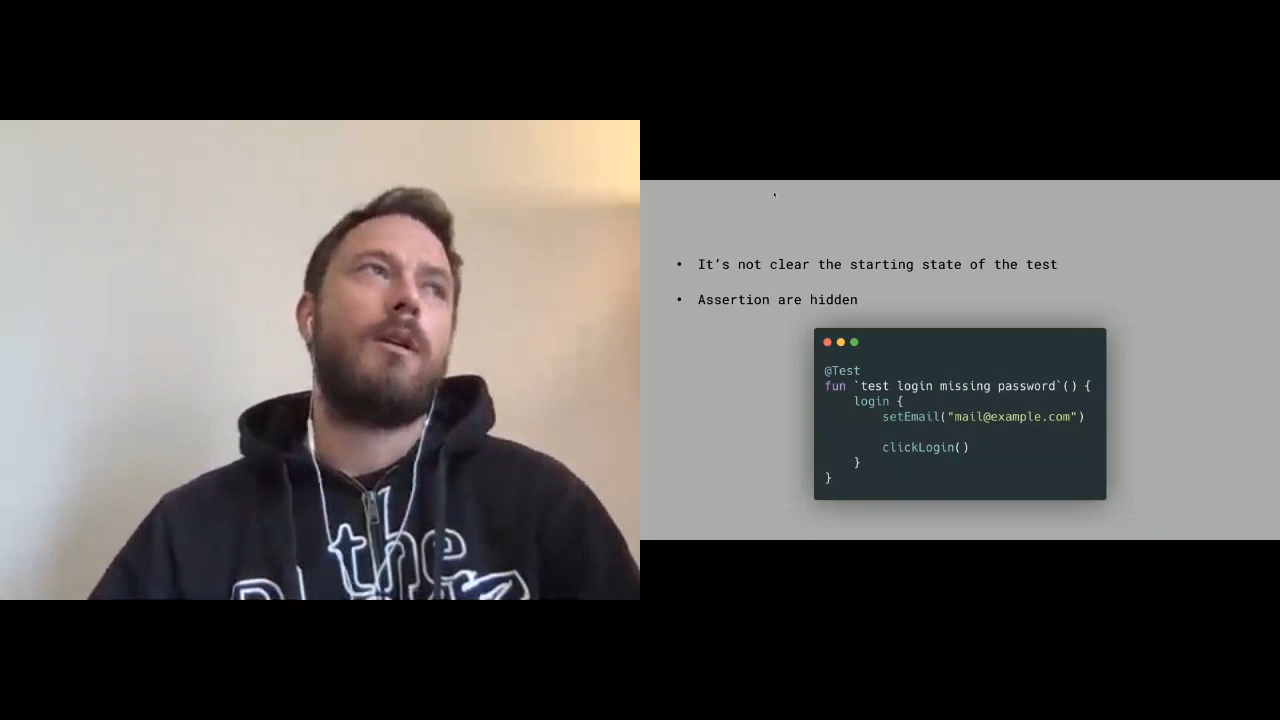 the
• It’s not clear the starting state of the test
• Assertion are hidden
@Test
fun `test login missing password`() {
login {
setEmail("mail@example.com")
clickLogin()
}
}